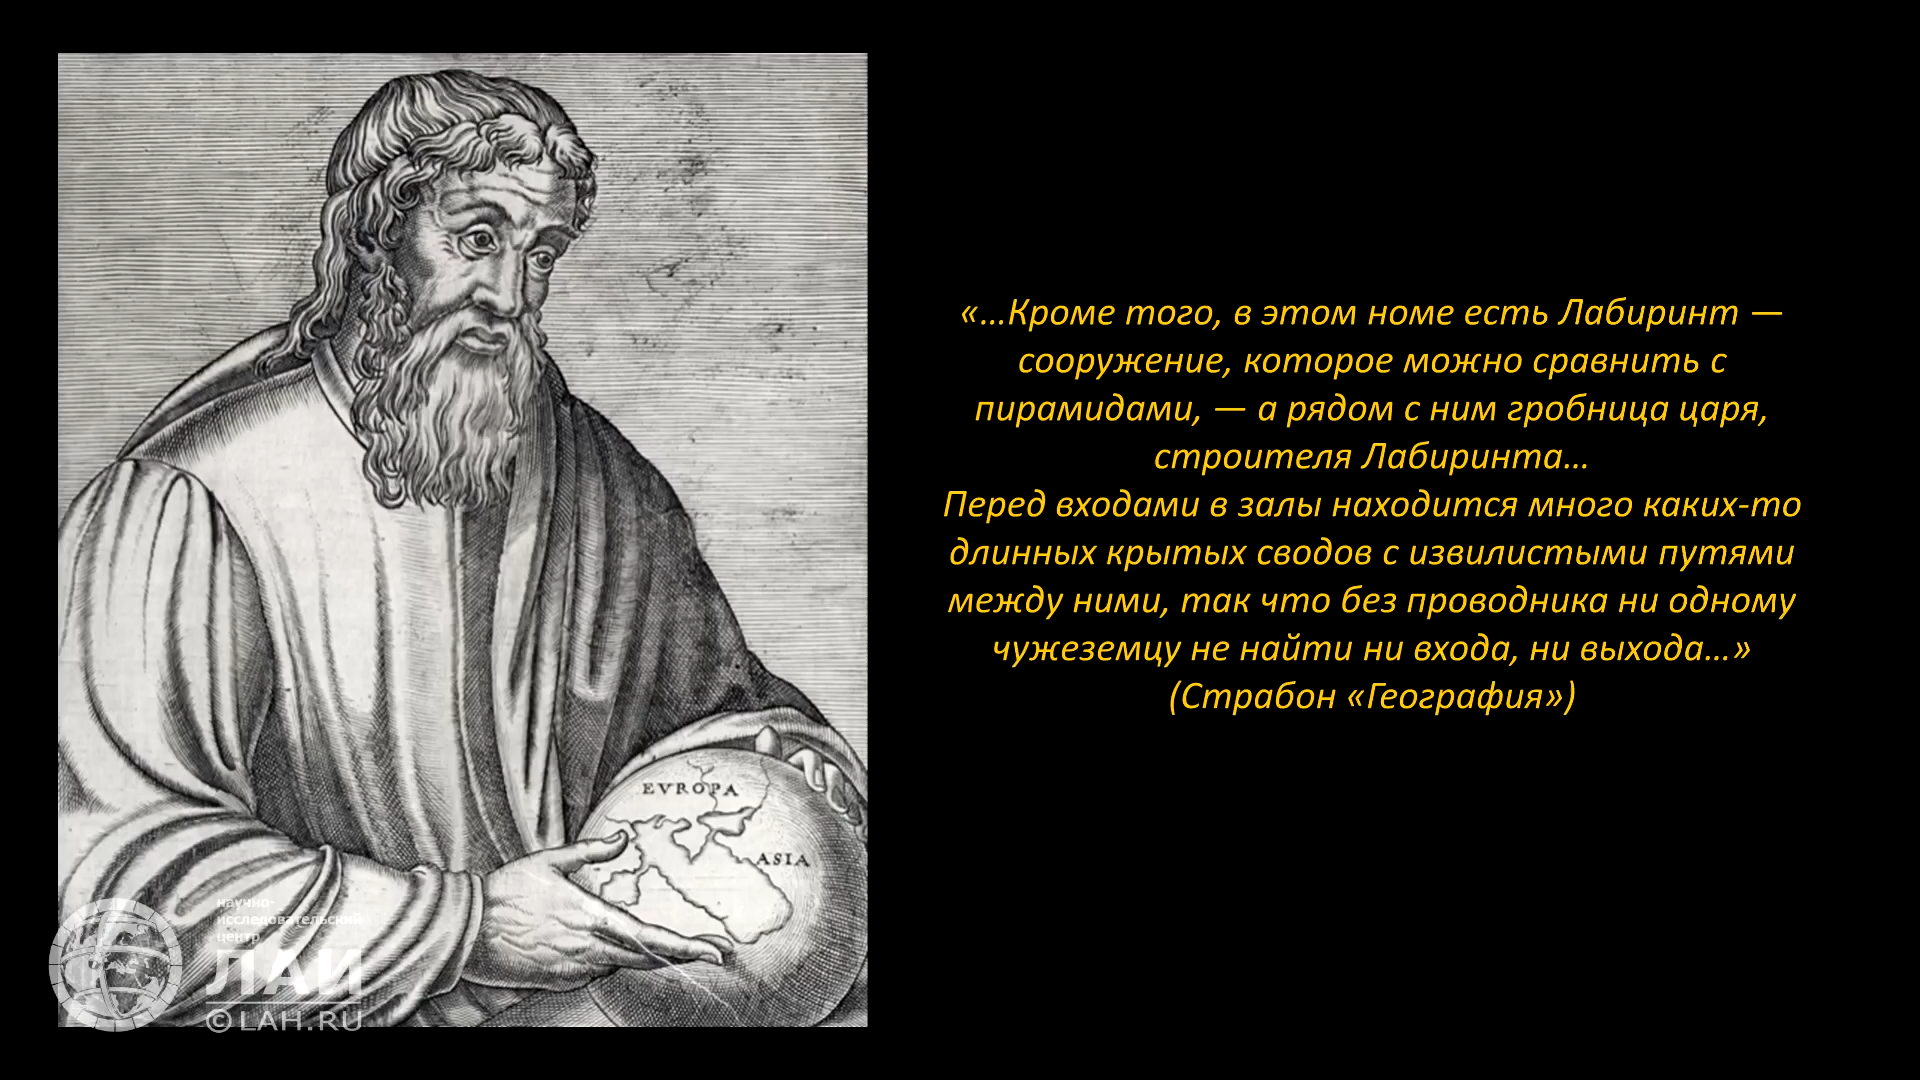 «…Кроме того, в этом номе есть Лабиринт —
сооружение, которое можно сравнить с
пирамидами, — а рядом с ним гробница царя,
строителя Лабиринта…
Перед входами в залы находится много каких-то
длинных крытых сводов с извилистыми путями
между ними, так что без проводника ни одному
чужеземцу не найти ни входа, ни выхода…»
(Страбон «География»)
EVROPA
ASIA
научно-
исследовательский
центр
ЛАИ
©LAH.RU